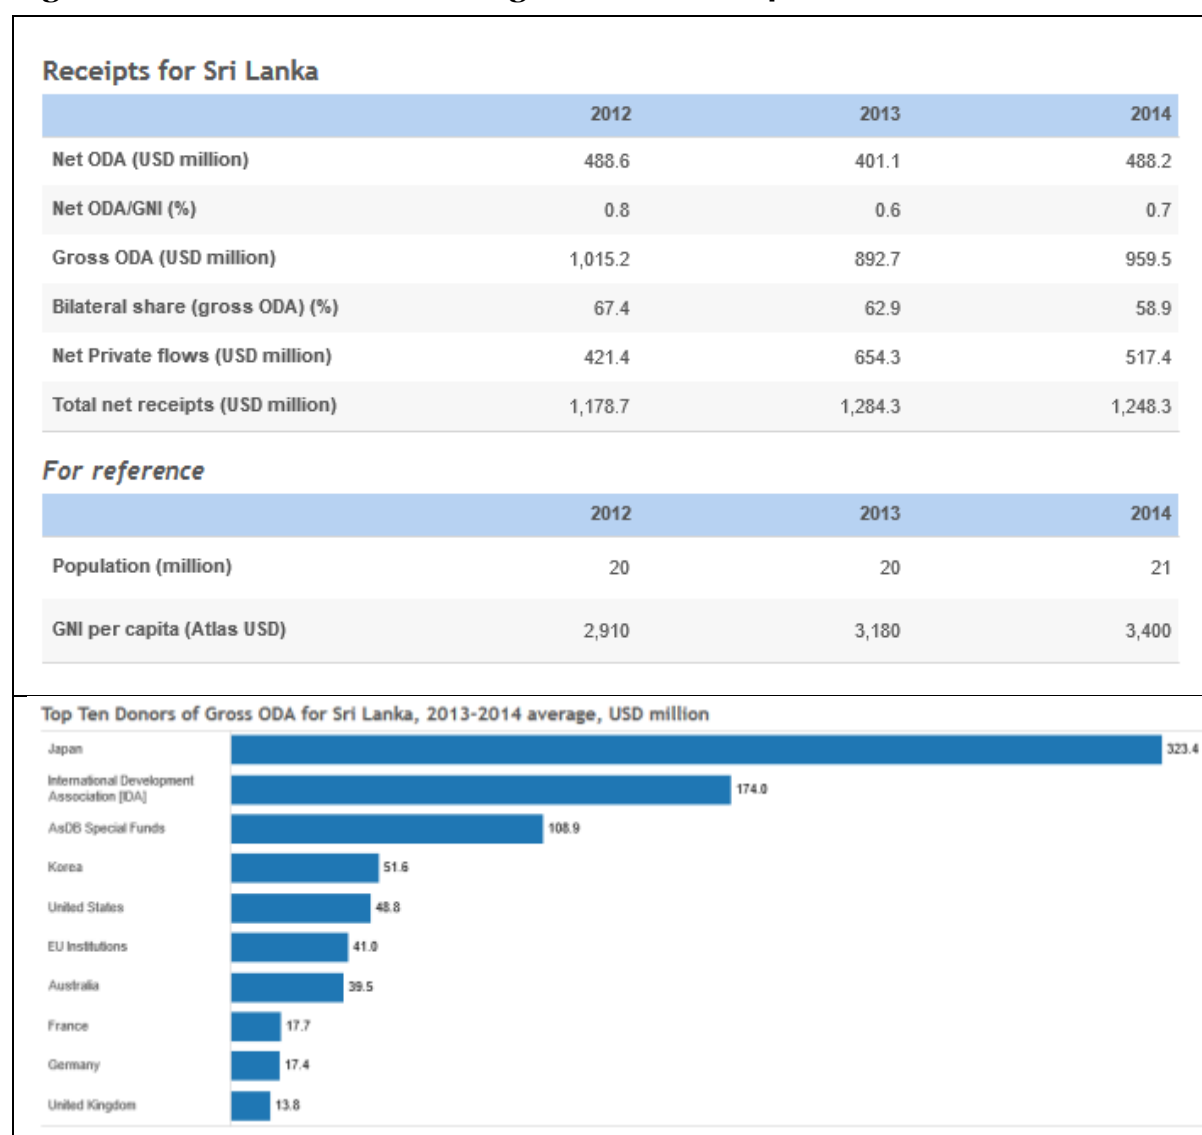 Receipts for Sri Lanka
2012 2013 2014
Net ODA (USD million) 488.6 401.1 488.2
Net ODA/GNI (%) 0.8 0.6 0.7
Gross ODA (USD million) 1,015.2 892.7 959.5
Bilateral share (gross ODA) (%) 67.4 62.9 58.9
Net Private flows (USD million) 421.4 654.3 517.4
Total net receipts (USD million) 1,178.7 1,284.3 1,248.3
For reference
2012 2013 2014
Population (million) 20 20 21
GNI per capita (Atlas USD) 2,910 3,180 3,400
Top Ten Donors of Gross ODA for Sri Lanka, 2013-2014 average, USD million
Japan 323.4
International Development
Association [IDA] 174.0
AsDB Special Funds 108.9
Korea 51.6
United States 48.8
EU Institutions 41.0
Australia 39.5
France 17.7
Germany 17.4
United Kingdom 13.8